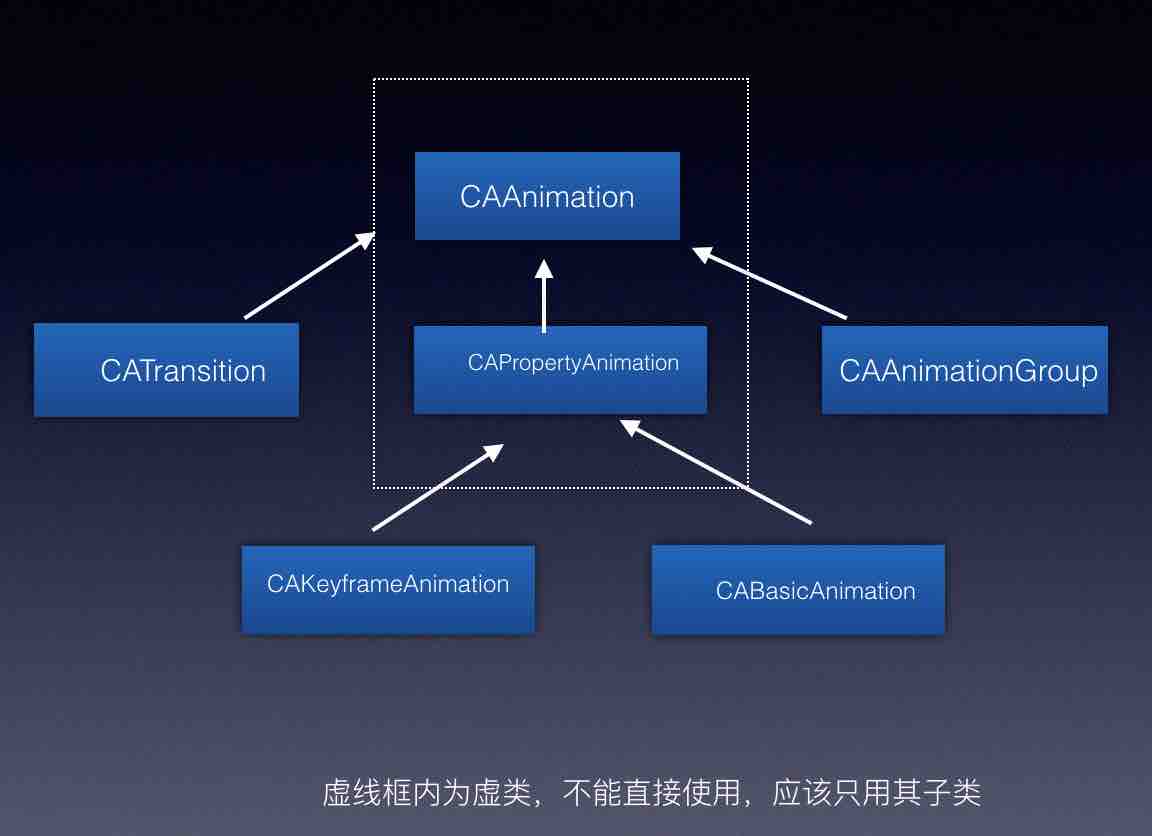 CAAnimation
CATransition
CAPropertyAnimation
CAAnimationGroup
CAKeyframeAnimation
CABasicAnimation
虚线框内为虚类，不能直接使用，应该只用其子类